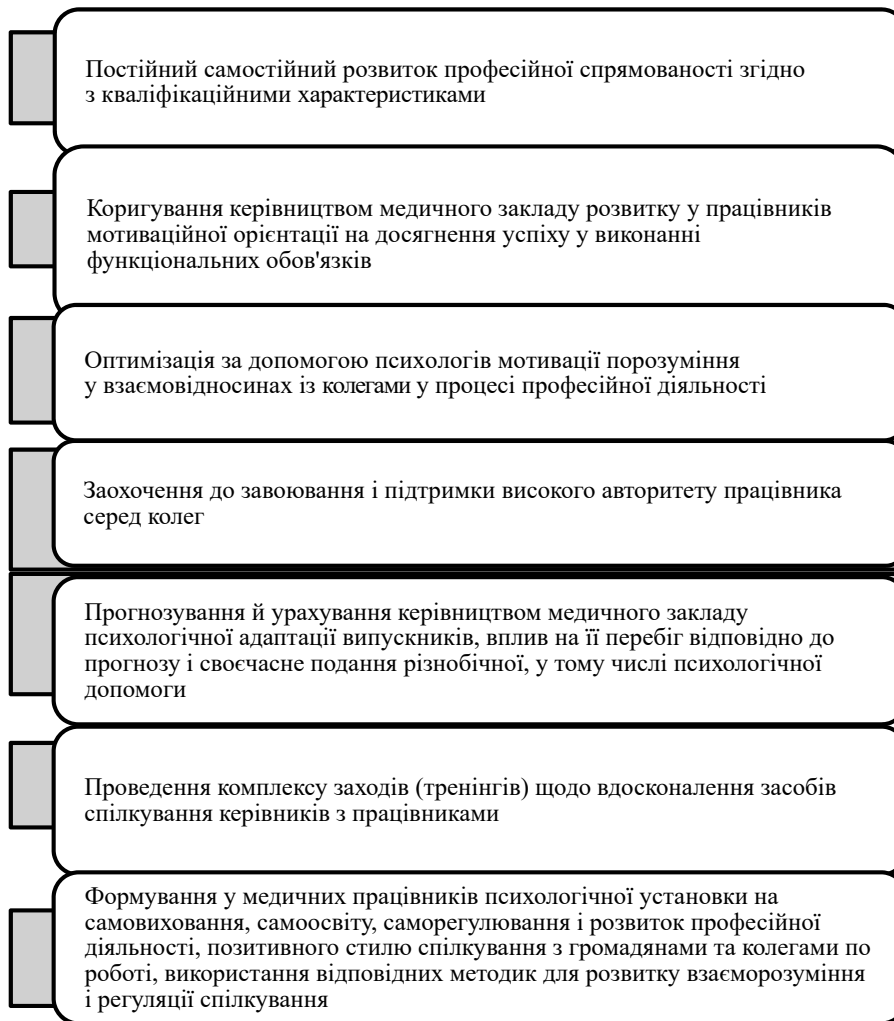 Постійний самостійний розвиток професійної спрямованості згідно
з кваліфікаційними характеристиками
Коригування керівництвом медичного закладу розвитку у працівників
мотиваційної орієнтації на досягнення успіху у виконанні
функціональних обов'язків
Оптимізація за допомогою психологів мотивації порозуміння
у взаємовідносинах із колегами у процесі професійної діяльності
Заохочення до завоювання і підтримки високого авторитету працівника
серед колег
Прогнозування й урахування керівництвом медичного закладу
психологічної адаптації випускників, вплив на її перебіг відповідно до
прогнозу і своєчасне подання різнобічної, у тому числі психологічної
допомоги
Проведення комплексу заходів (тренінгів) щодо вдосконалення засобів
спілкування керівників з працівниками
Формування у медичних працівників психологічної установки на
самовиховання, самоосвіту, саморегулювання і розвиток професійної
діяльності, позитивного стилю спілкування з громадянами та колегами по
роботі, використання відповідних методик для розвитку взаєморозуміння
і регуляції спілкування